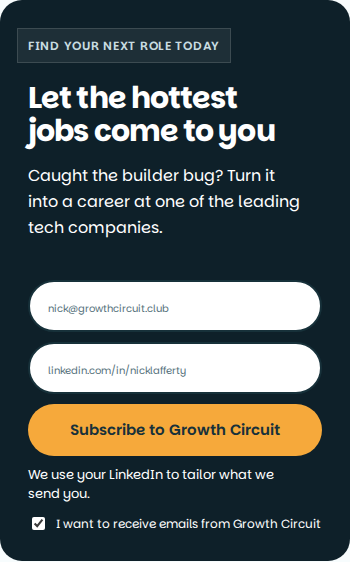 FIND YOUR NEXT ROLE TODAY
Let the hottest
jobs come to you
Caught the builder bug? Turn it
into a career at one of the leading
tech companies.
nick@growthcircuit.club
linkedin.com/in/nicklafferty
Subscribe to Growth Circuit
We use your LinkedIn to tailor what we
send you.
I want to receive emails from Growth Circuit